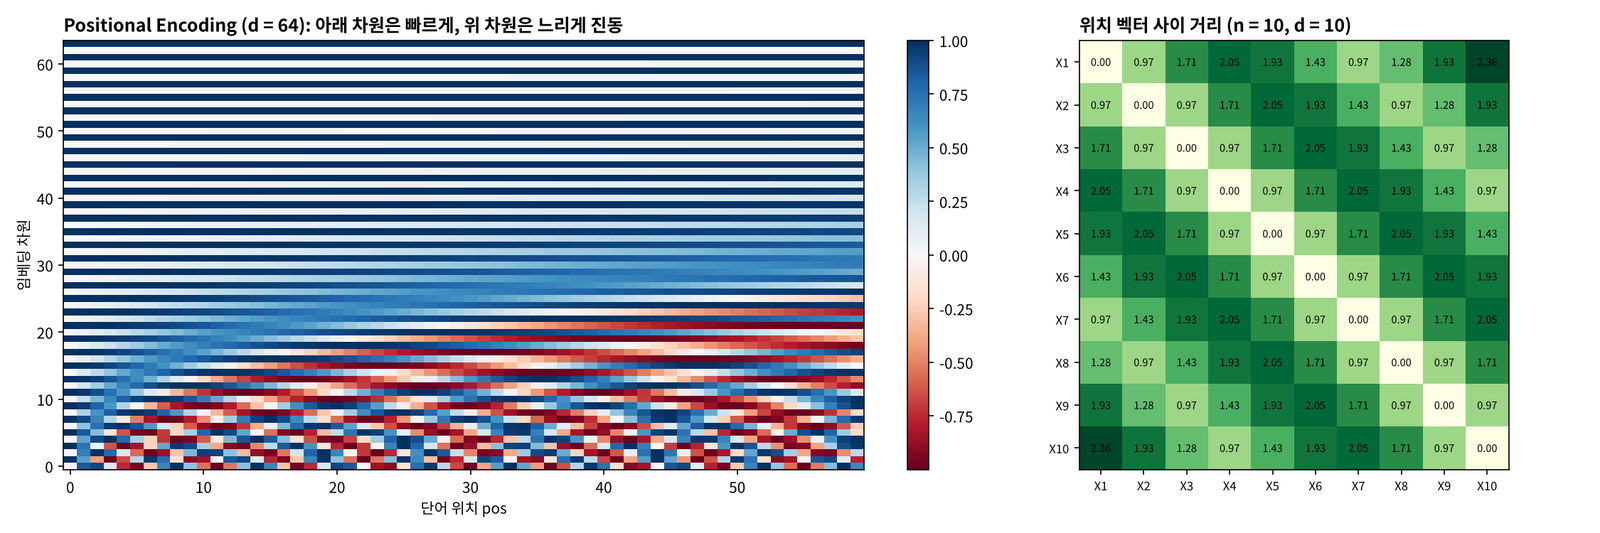 Positional Encoding (d = 64): 아래 차원은 빠르게, 위 차원은 느리게 진동
임베딩 차원
60
50
40
30
20
10
0
0 10 20 30 40 50
단어 위치 pos
1.00
0.75
0.50
0.25
0.00
-0.25
-0.50
-0.75
위치 벡터 사이 거리 (n = 10, d = 10)
X1 0.00 0.97 1.71 2.05 1.93 1.43 0.97 1.28 1.93 2.36
X2 0.97 0.00 0.97 1.71 2.05 1.93 1.43 0.97 1.28 1.93
X3 1.71 0.97 0.00 0.97 1.71 2.05 1.93 1.43 0.97 1.28
X4 2.05 1.71 0.97 0.00 0.97 1.71 2.05 1.93 1.43 0.97
X5 1.93 2.05 1.71 0.97 0.00 0.97 1.71 2.05 1.93 1.43
X6 1.43 1.93 2.05 1.71 0.97 0.00 0.97 1.71 2.05 1.93
X7 0.97 1.43 1.93 2.05 1.71 0.97 0.00 0.97 1.71 2.05
X8 1.28 0.97 1.43 1.93 2.05 1.71 0.97 0.00 0.97 1.71
X9 1.93 1.28 0.97 1.43 1.93 2.05 1.71 0.97 0.00 0.97
X10 2.36 1.93 1.28 0.97 1.43 1.93 2.05 1.71 0.97 0.00
X1 X2 X3 X4 X5 X6 X7 X8 X9 X10